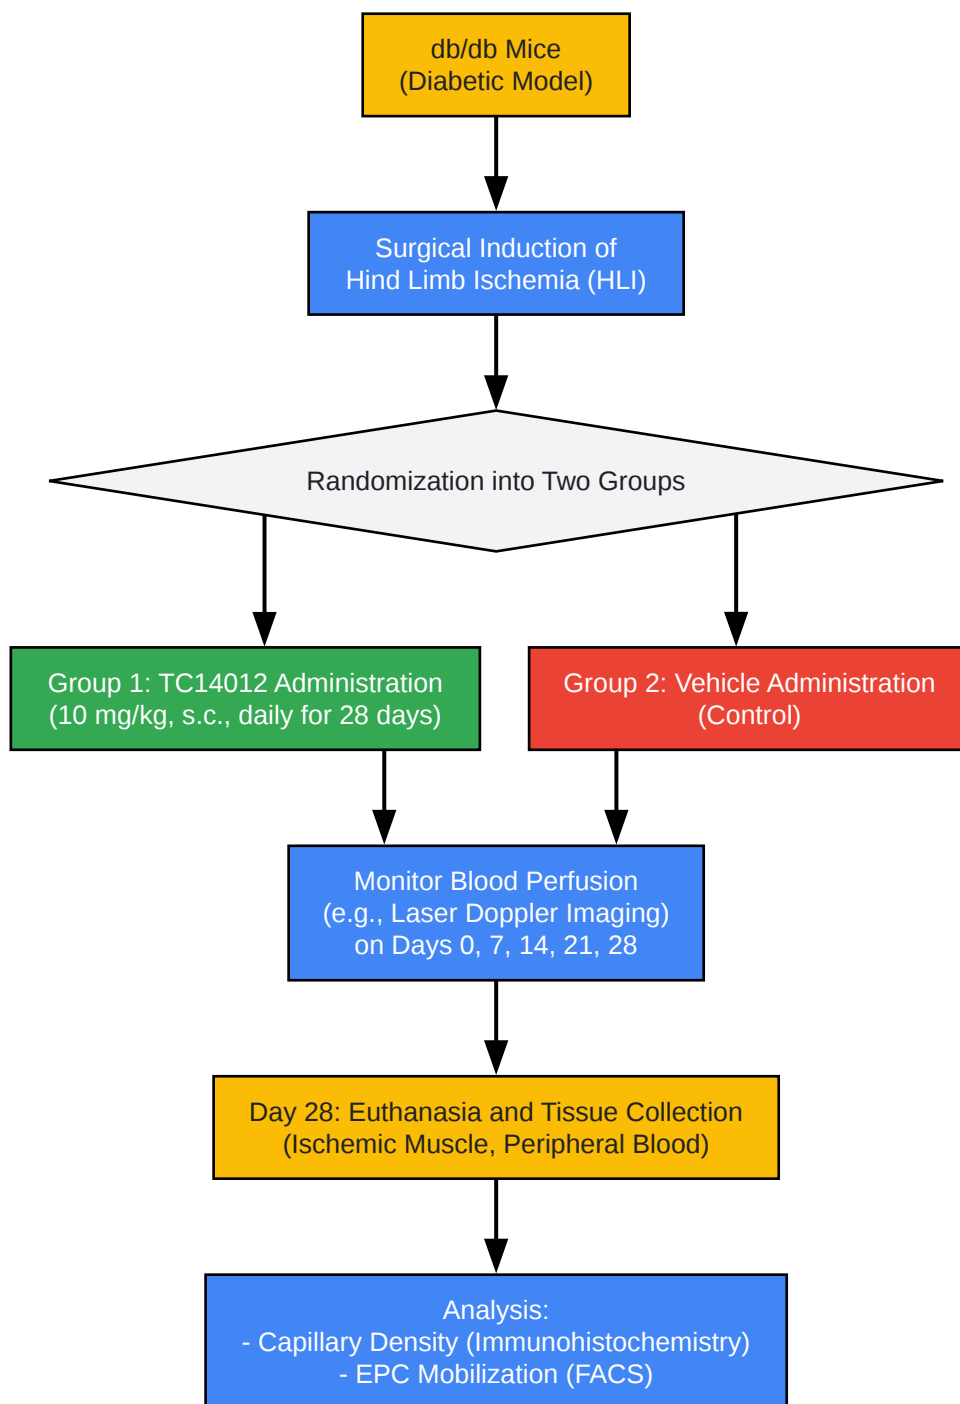 db/db Mice
(Diabetic Model)
Surgical Induction of
Hind Limb Ischemia (HLI)
Randomization into Two Groups
Group 1: TC14012 Administration
(10 mg/kg, s.c., daily for 28 days)
Group 2: Vehicle Administration
(Control)
Monitor Blood Perfusion
(e.g., Laser Doppler Imaging)
on Days 0, 7, 14, 21, 28
Day 28: Euthanasia and Tissue Collection
(Ischemic Muscle, Peripheral Blood)
Analysis:
- Capillary Density (Immunohistochemistry)
- EPC Mobilization (FACS)